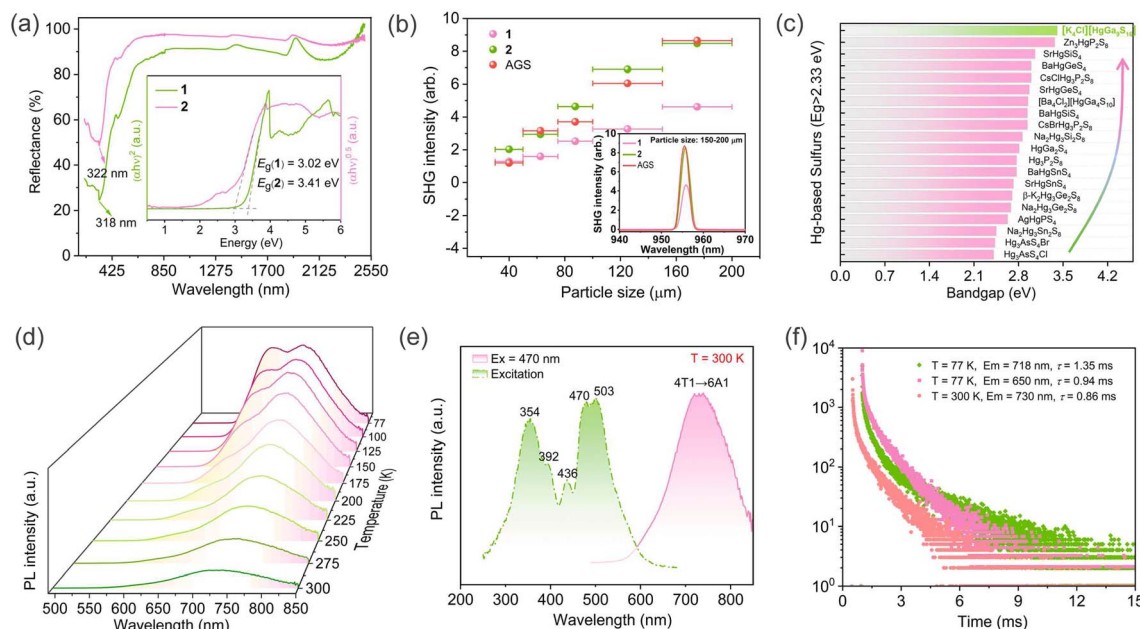 (a)
Reflectance (%)
100
80
60
40
20
0
322 nm
318 nm
425
850
1275
1700
2125
2550
Wavelength (nm)
1
2
(αhν)² (a.u.)
(αhν)⁰·⁵ (a.u.)
Eg(1) = 3.02 eV
Eg(2) = 3.41 eV
1
2
3
4
5
6
Energy (eV)
(b)
SHG intensity (arb.)
10
8
6
4
2
0
-2
-4
1
2
AGS
40
80
120
160
200
Particle size (μm)
Particle size: 150-200 μm
SHG intensity (arb.)
10
5
0
1
2
AGS
940
950
960
970
Wavelength (nm)
(c)
Hg-based Sulfurs (Eg>2.33 eV)
[K₄Cl][HgGa₉S₁₆]
Zn₃HgP₂S₈
SrHgSiS₄
BaHgGeS₄
CsClHg₃P₂S₈
SrHgGeS₄
[Ba₄Cl₂][HgGa₄S₁₀]
BaHgSiS₄
CsBrHg₃P₂S₈
Na₂Hg₃Si₂S₈
HgGa₂S₄
Hg₃P₂S₈
BaHgSnS₄
SrHgSnS₄
β-K₂Hg₃Ge₂S₈
Na₂Hg₃Ge₂S₈
AgHgPS₄
Na₂Hg₃Sn₂S₈
Hg₃AsS₄Br
Hg₃AsS₄Cl
0.0
0.7
1.4
2.1
2.8
3.5
4.2
Bandgap (eV)
(d)
PL intensity (a.u.)
77
100
125
150
175
200
225
250
275
300
Temperature (K)
500
550
600
650
700
750
800
850
Wavelength (nm)
(e)
PL intensity (a.u.)
Ex = 470 nm
Excitation
T = 300 K
354
392
436
470
503
4T1→6A1
200
300
400
500
600
700
800
Wavelength (nm)
(f)
10⁴
10³
10²
10¹
10⁰
T = 77 K, Em = 718 nm, τ = 1.35 ms
T = 77 K, Em = 650 nm, τ = 0.94 ms
T = 300 K, Em = 730 nm, τ = 0.86 ms
0
3
6
9
12
15
Time (ms)